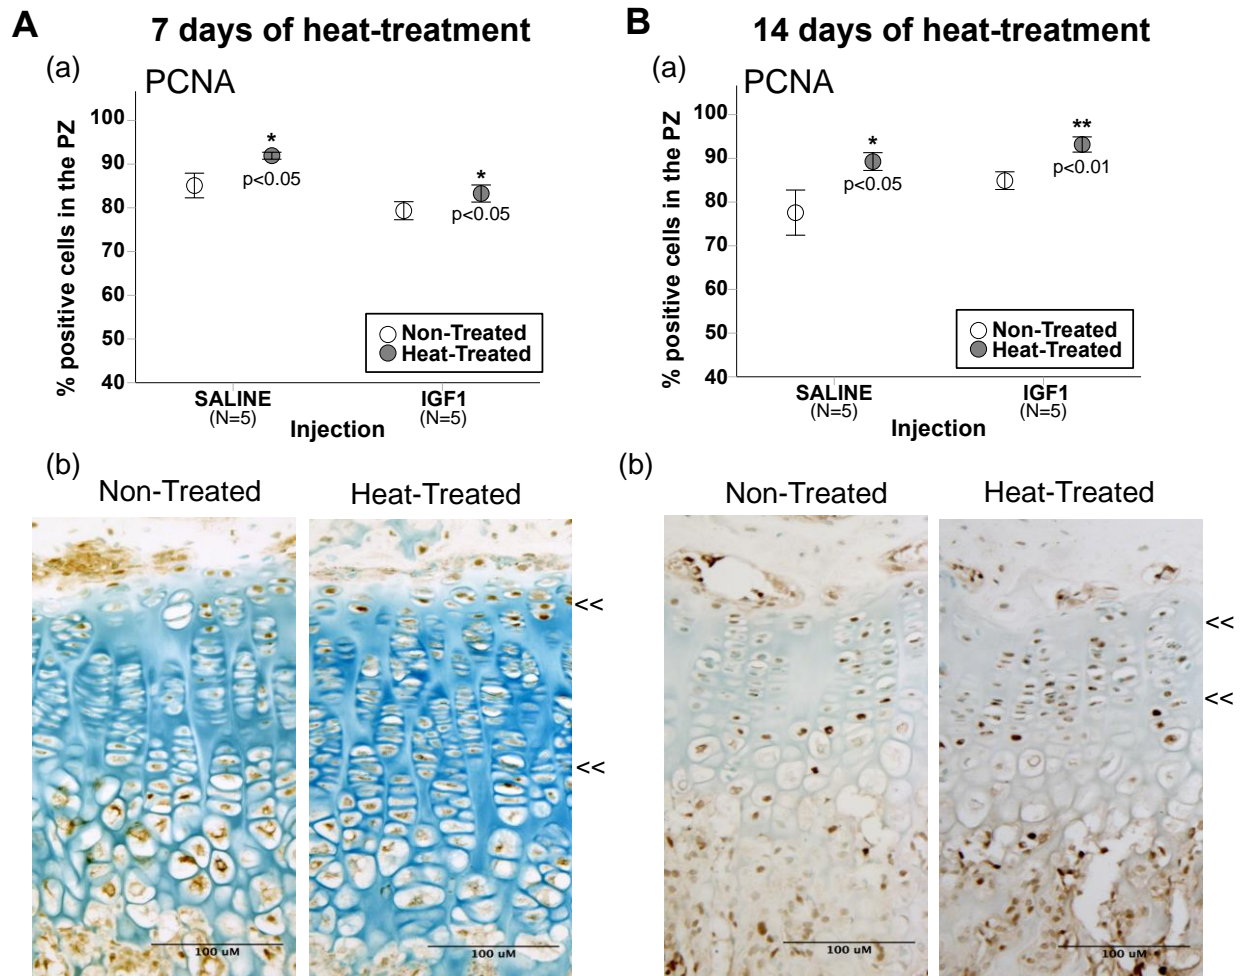 A 7 days of heat-treatment
(a)
PCNA
% positive cells in the PZ
100
90
80
70
60
50
40
*
p<0.05
*
p<0.05
Non-Treated
Heat-Treated
SALINE
(N=5)
IGF1
(N=5)
Injection
(b)
Non-Treated
Heat-Treated
<<
<<
100 uM
100 uM
B 14 days of heat-treatment
(a)
PCNA
% positive cells in the PZ
100
90
80
70
60
50
40
*
p<0.05
**
p<0.01
Non-Treated
Heat-Treated
SALINE
(N=5)
IGF1
(N=5)
Injection
(b)
Non-Treated
Heat-Treated
<<
<<
100 uM
100 uM